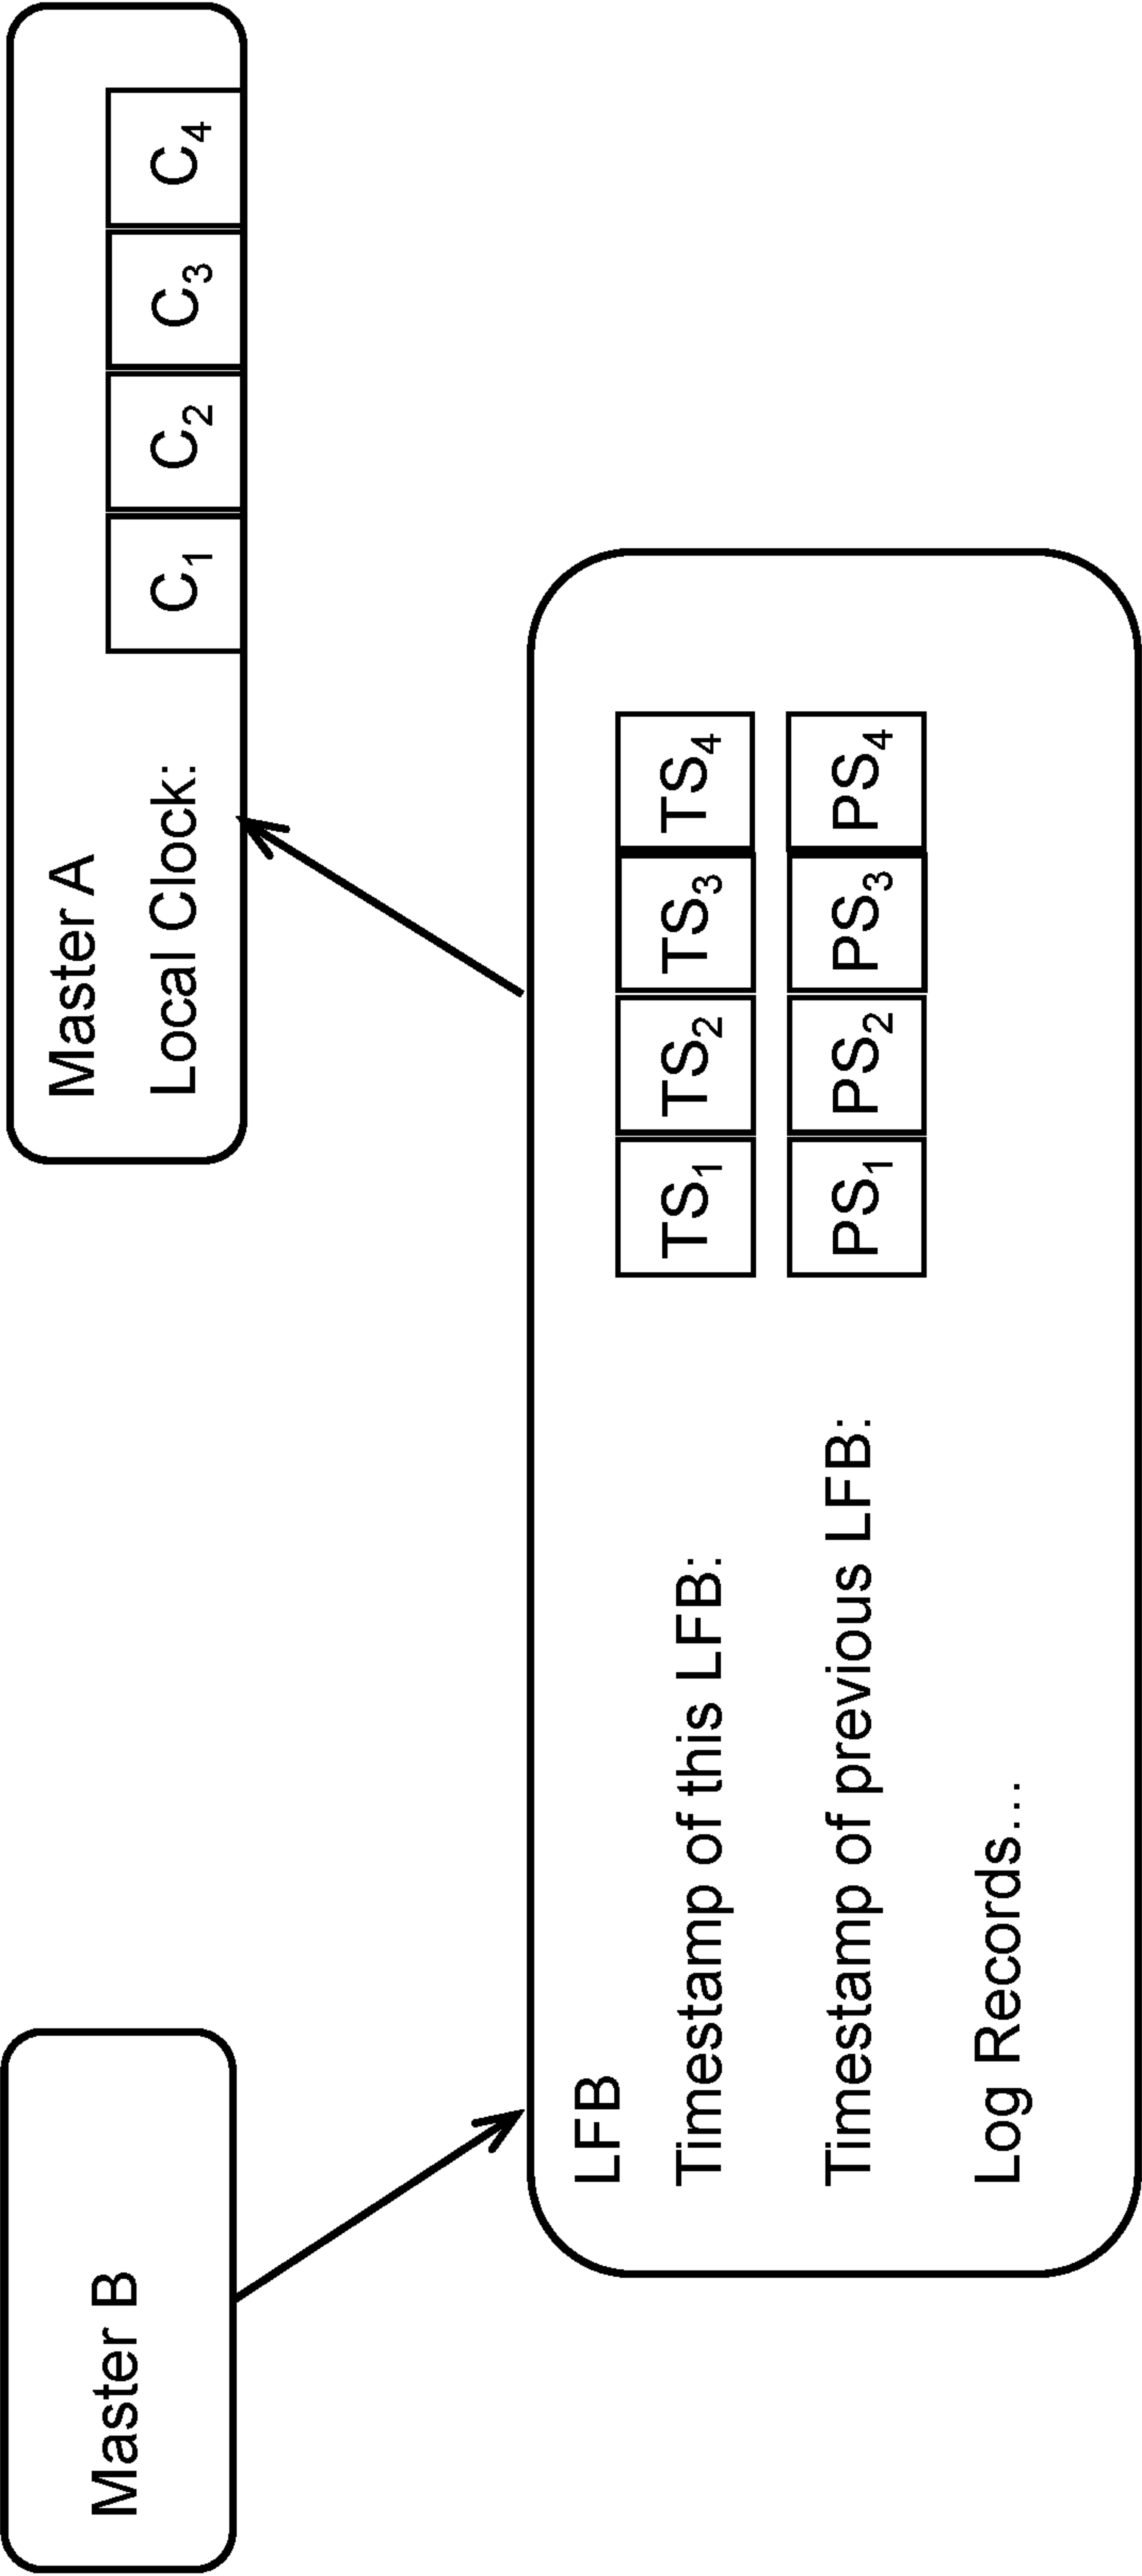 Master B
Master A
Local Clock: C1 C2 C3 C4
LFB
Timestamp of this LFB: TS1 TS2 TS3 TS4
Timestamp of previous LFB: PS1 PS2 PS3 PS4
Log Records...